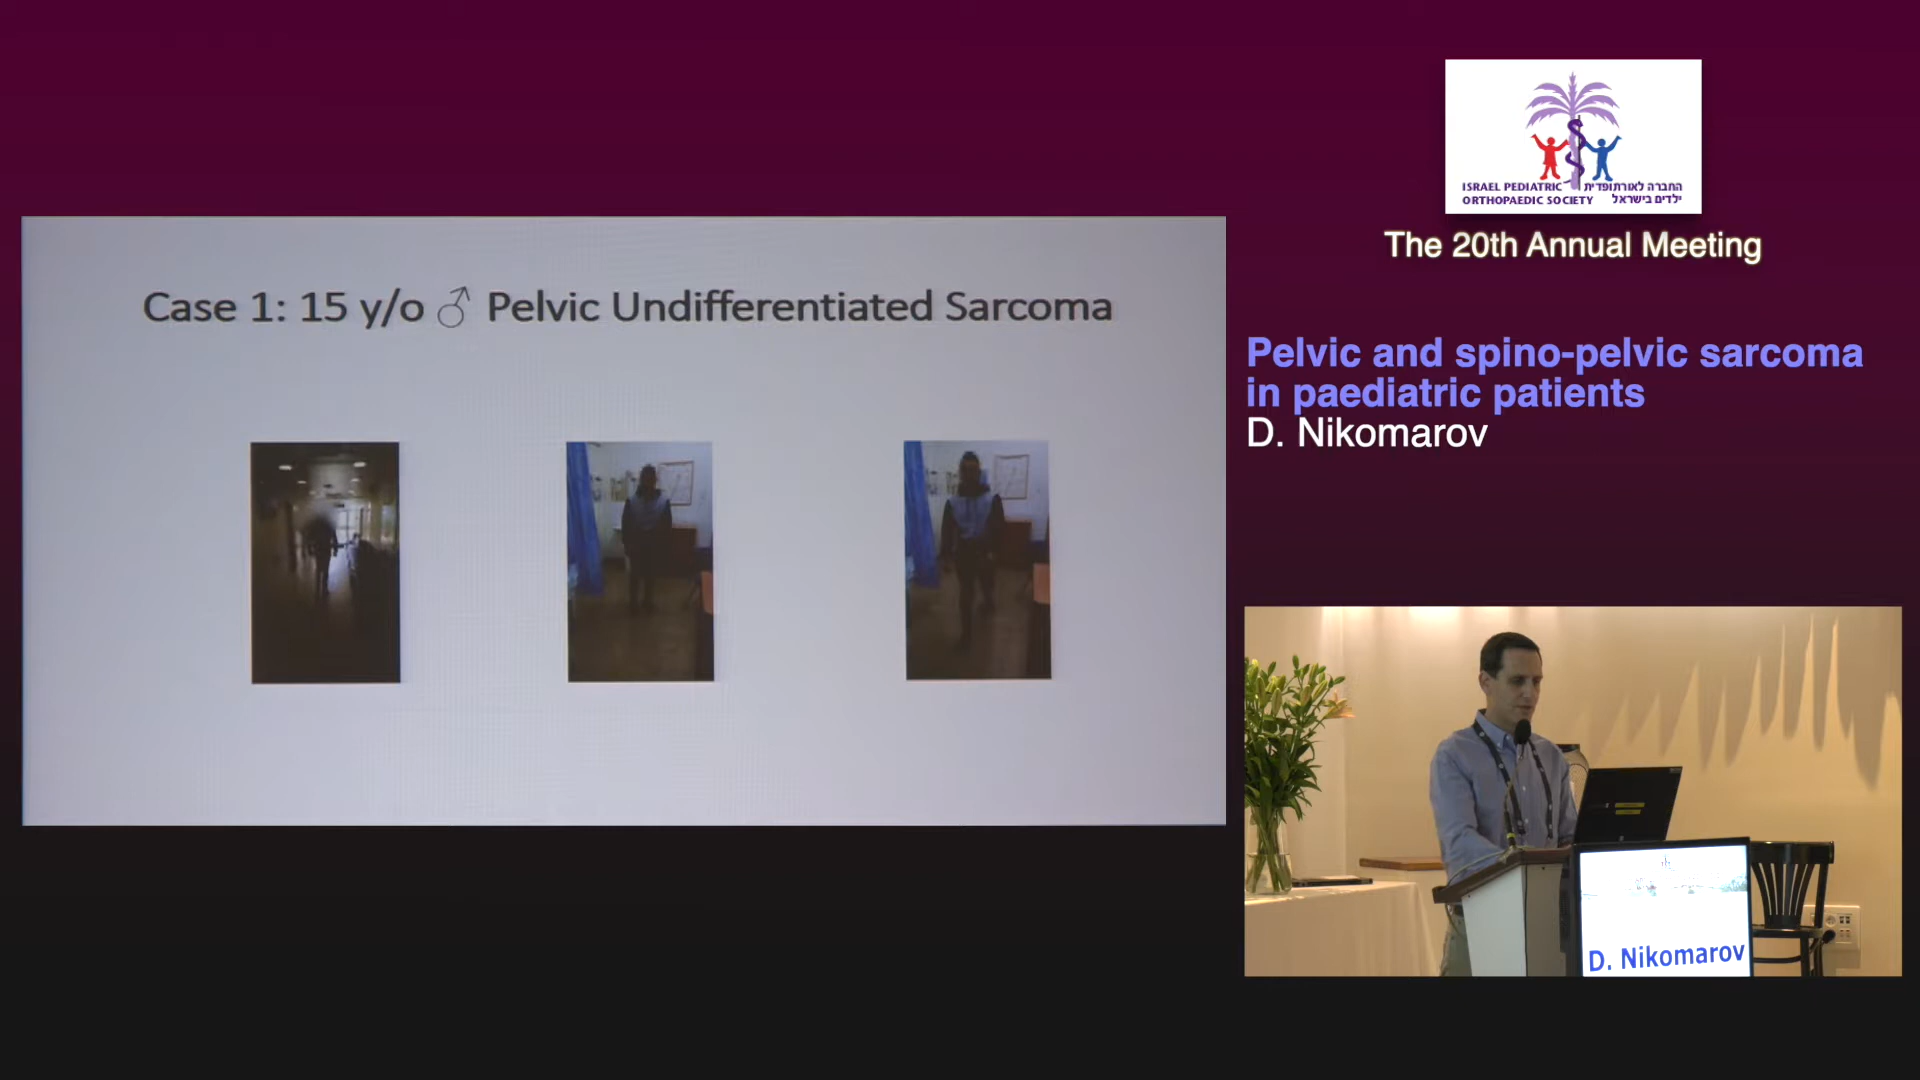 Case 1: 15 y/o ♂ Pelvic Undifferentiated Sarcoma
ISRAEL PEDIATRIC
ORTHOPAEDIC SOCIETY
החברה לאורתופדית
ילדים בישראל
The 20th Annual Meeting
Pelvic and spino-pelvic sarcoma
in paediatric patients
D. Nikomarov
D. Nikomarov